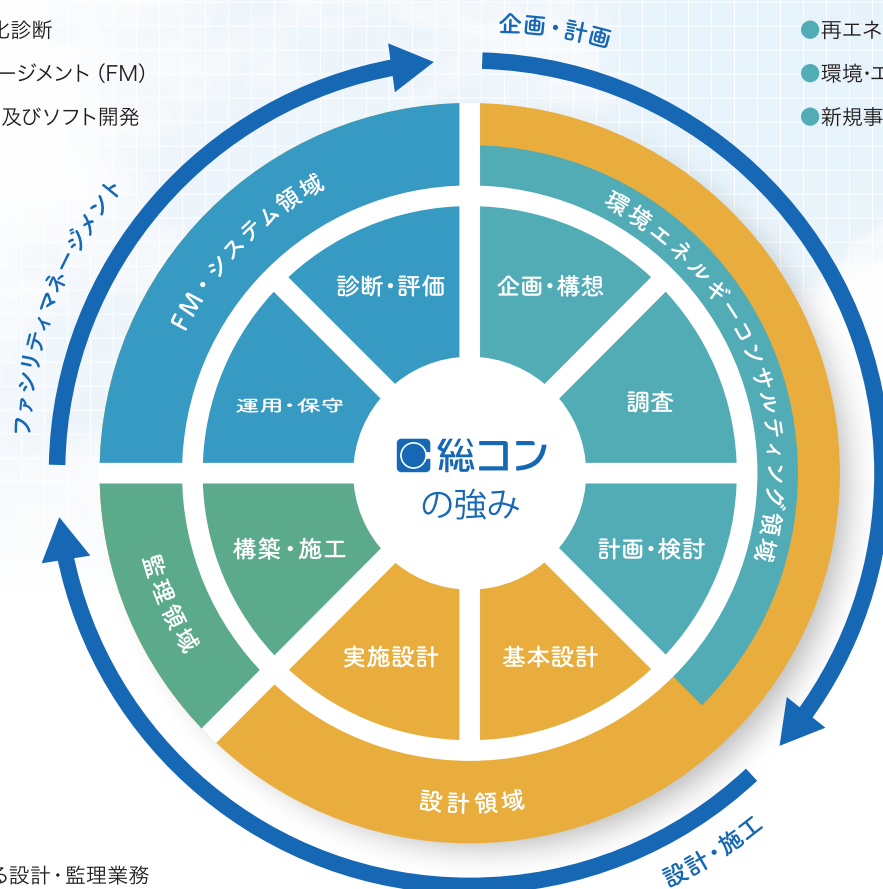 化診断
ージメント（FM）
及びソフト開発
企画・計画
●再エネ
●環境・エ
●新規事
ファシリティマネージメント
FM・システム領域
環境エネルギーコンサルティング領域
診断・評価
企画・構想
運用・保守
調査
総コン
の強み
構築・施工
計画・検討
監理領域
実施設計
基本設計
設計領域
設計・施工
る設計・監理業務